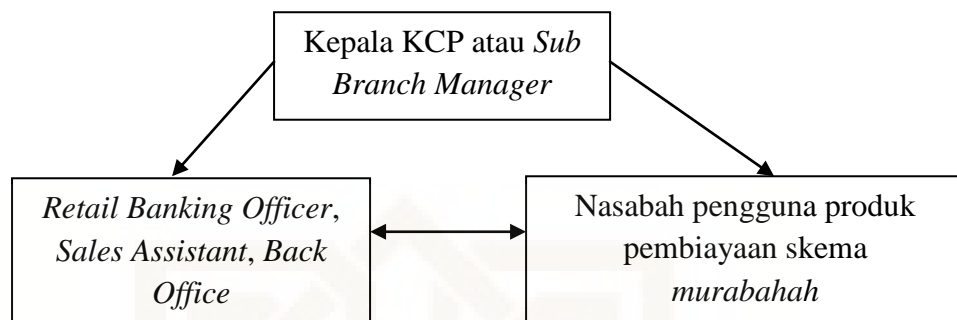 Kepala KCP atau Sub
Branch Manager
Retail Banking Officer,
Sales Assistant, Back
Office
Nasabah pengguna produk
pembiayaan skema
murabahah